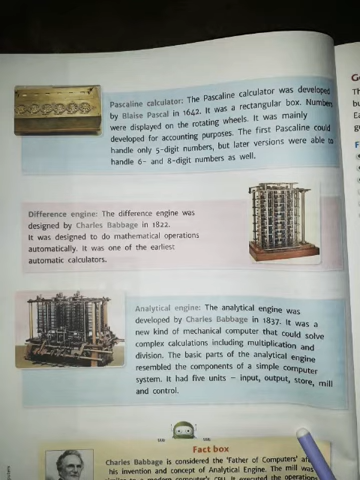 Pascaline calculator: The Pascaline calculator was developed
by Blaise Pascal in 1642. It was a rectangular box. Numbers
were displayed on the rotating wheels. It was mainly
developed for accounting purposes. The first Pascaline could
handle only 5-digit numbers, but later versions were able to
handle 6- and 8-digit numbers as well.
Difference engine: The difference engine was
designed by Charles Babbage in 1822.
It was designed to do mathematical operations
automatically. It was one of the earliest
automatic calculators.
Analytical engine: The analytical engine was
developed by Charles Babbage in 1837. It was a
new kind of mechanical computer that could solve
complex calculations including multiplication and
division. The basic parts of the analytical engine
resembled the components of a simple computer
system. It had five units – input, output, store, mill
and control.
Fact box
Charles Babbage is considered the 'Father of Computers'
his invention and concept of Analytical Engine. The mill was